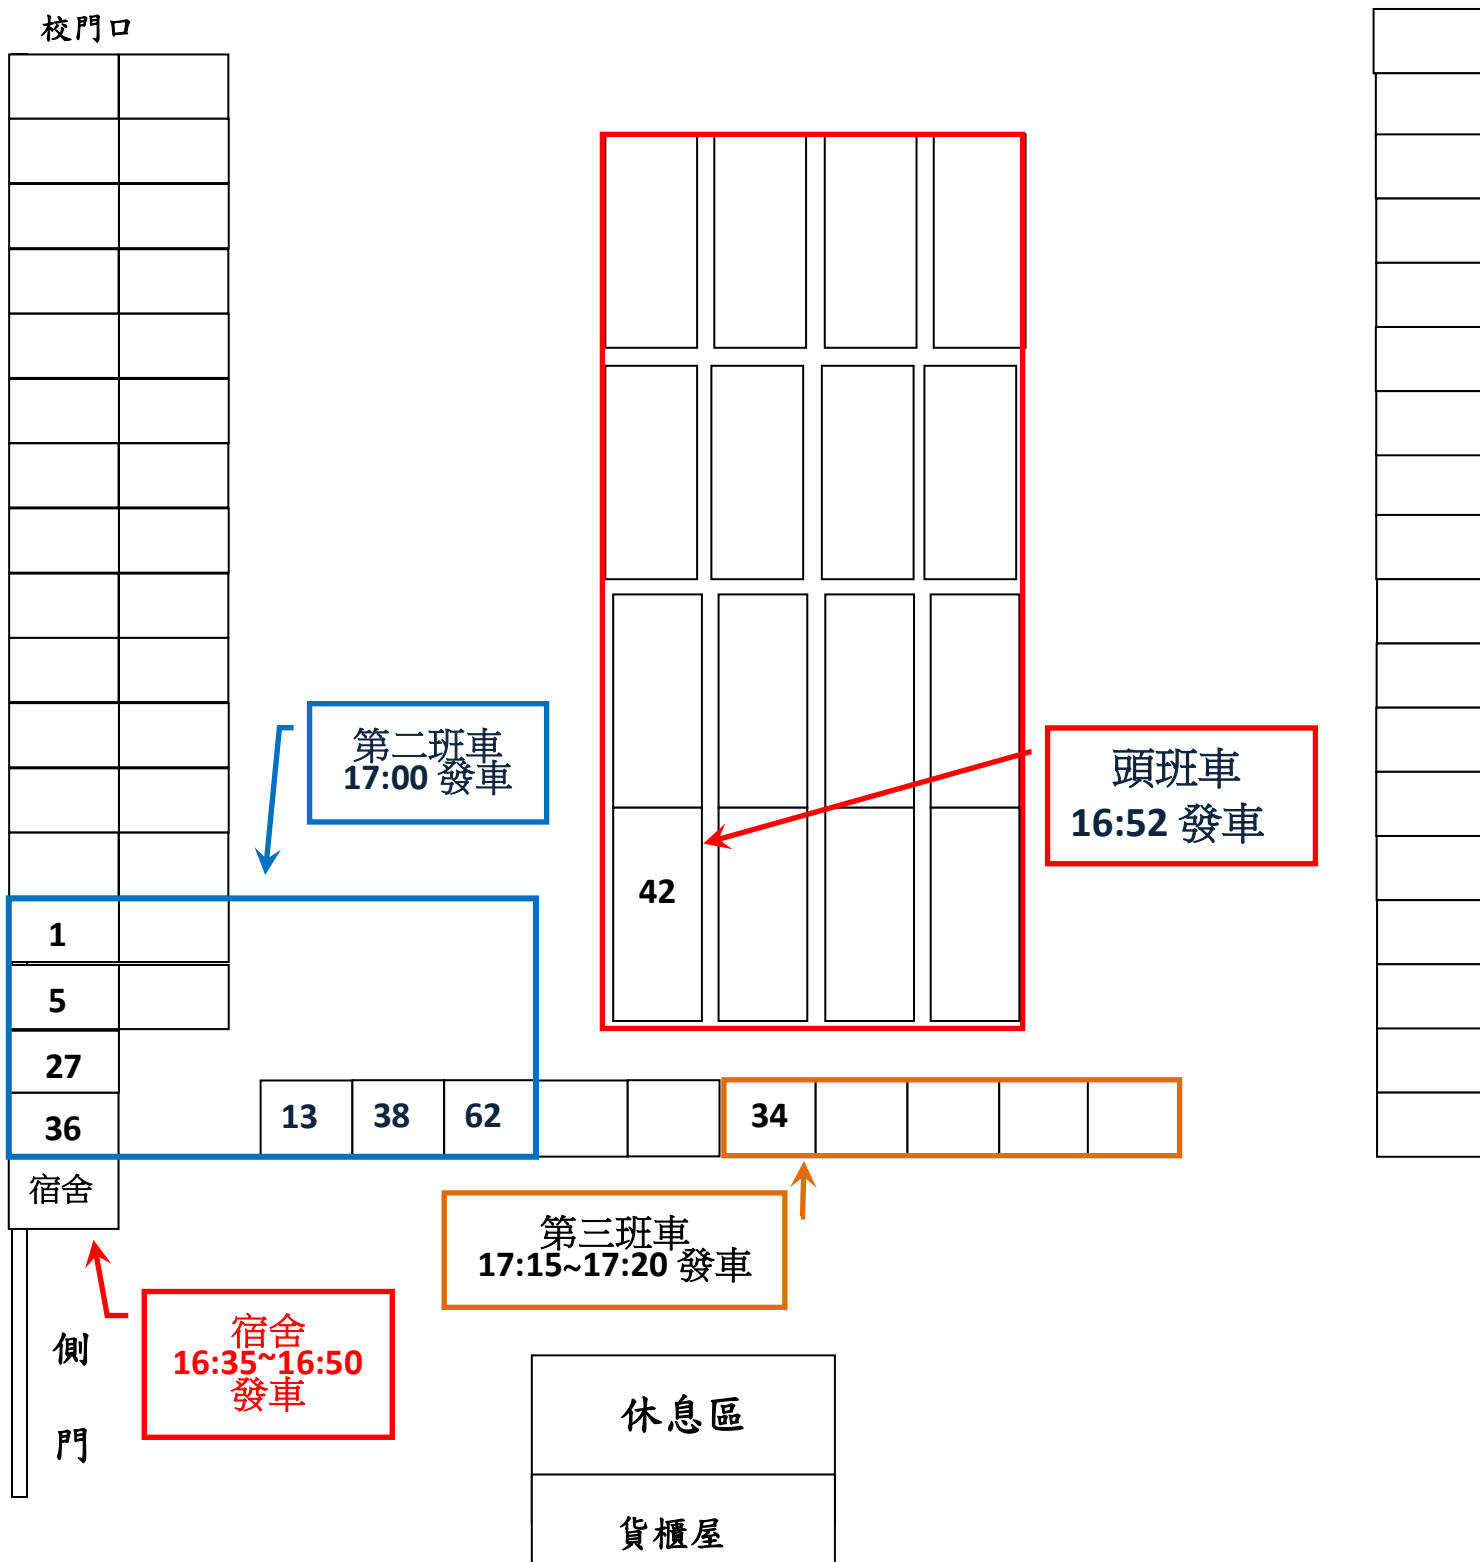 校門口
第二班車
17:00 發車
頭班車
16:52 發車
42
1
5
27
36
13
38
62
34
宿舍
第三班車
17:15~17:20 發車
宿舍
16:35~16:50
發車
側
門
休息區
貨櫃屋